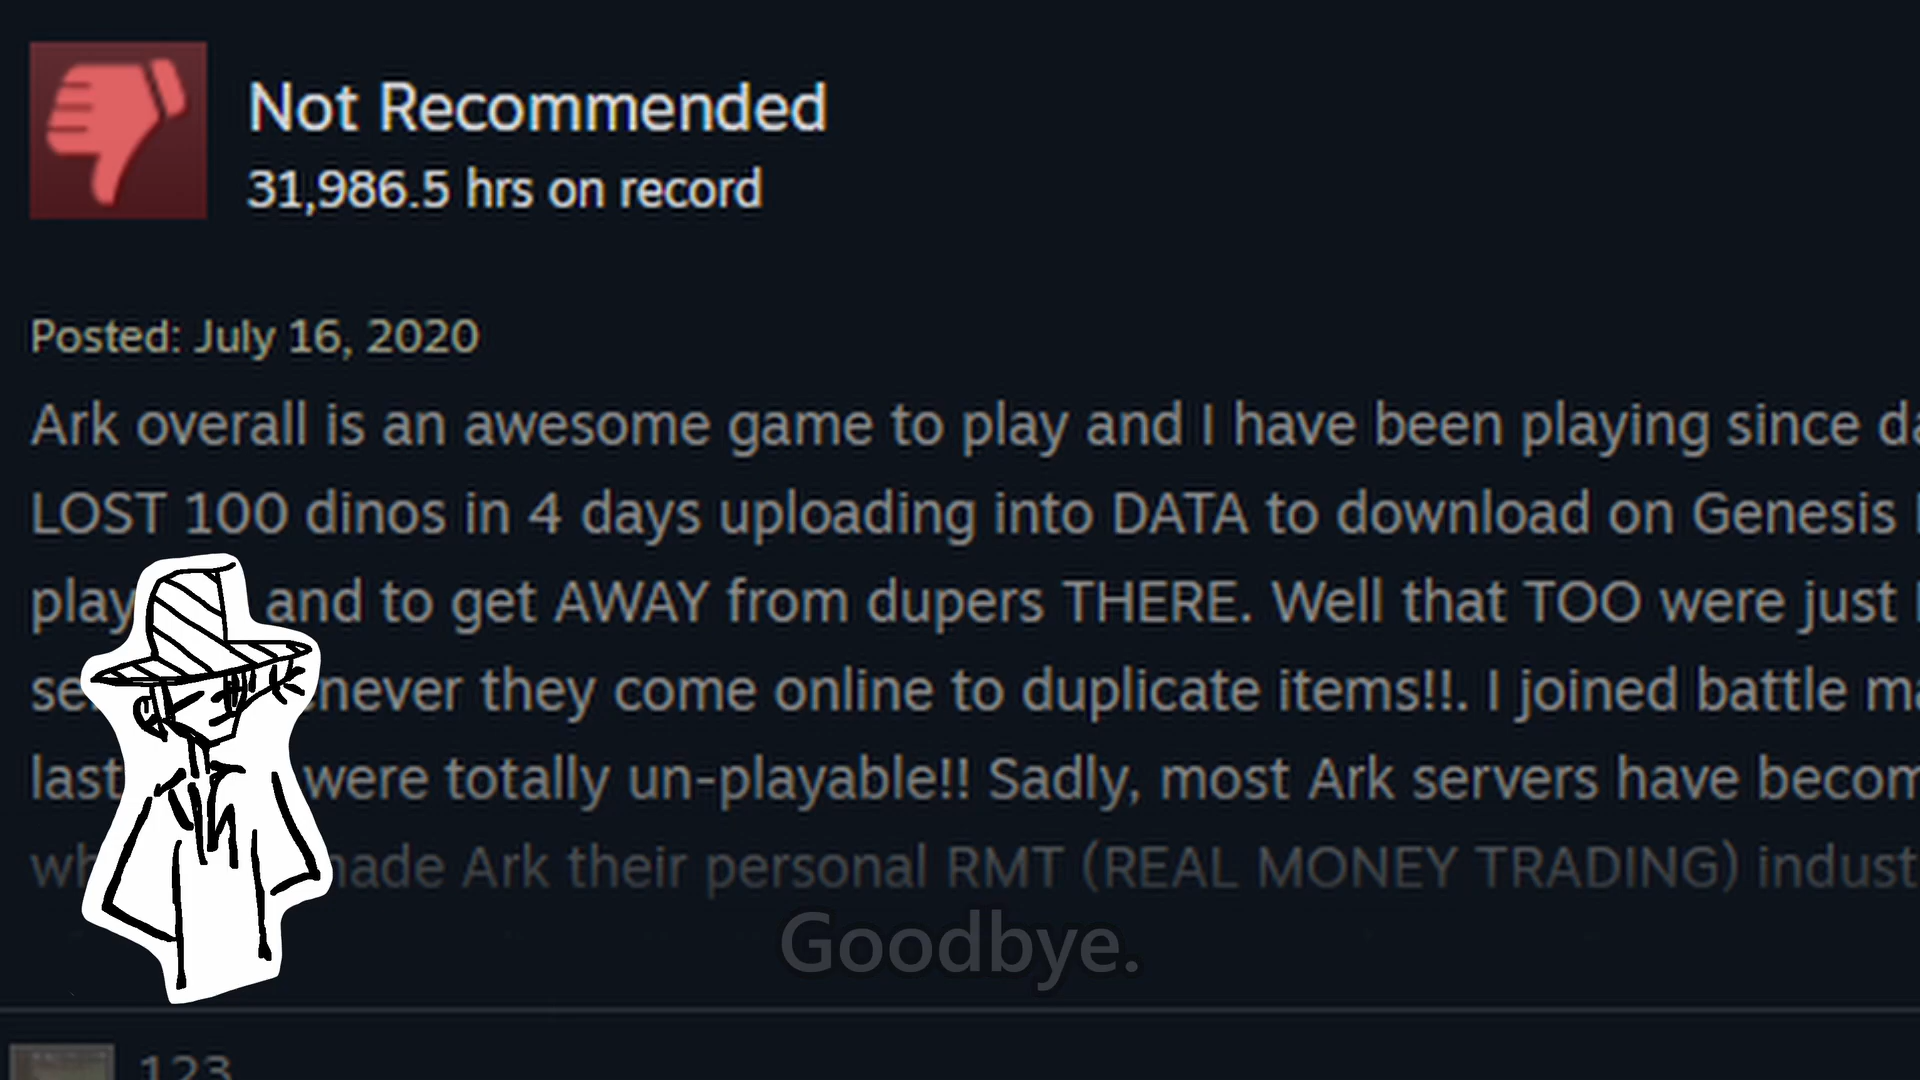 Not Recommended
31,986.5 hrs on record
Posted: July 16, 2020
Ark overall is an awesome game to play and I have been playing since
LOST 100 dinos in 4 days uploading into DATA to download on Genesis
play and to get AWAY from dupers THERE. Well that TOO were just
never they come online to duplicate items!!. I joined battle
last were totally un-playable!! Sadly, most Ark servers have
made Ark their personal RMT (REAL MONEY TRADING)
Goodbye.
123